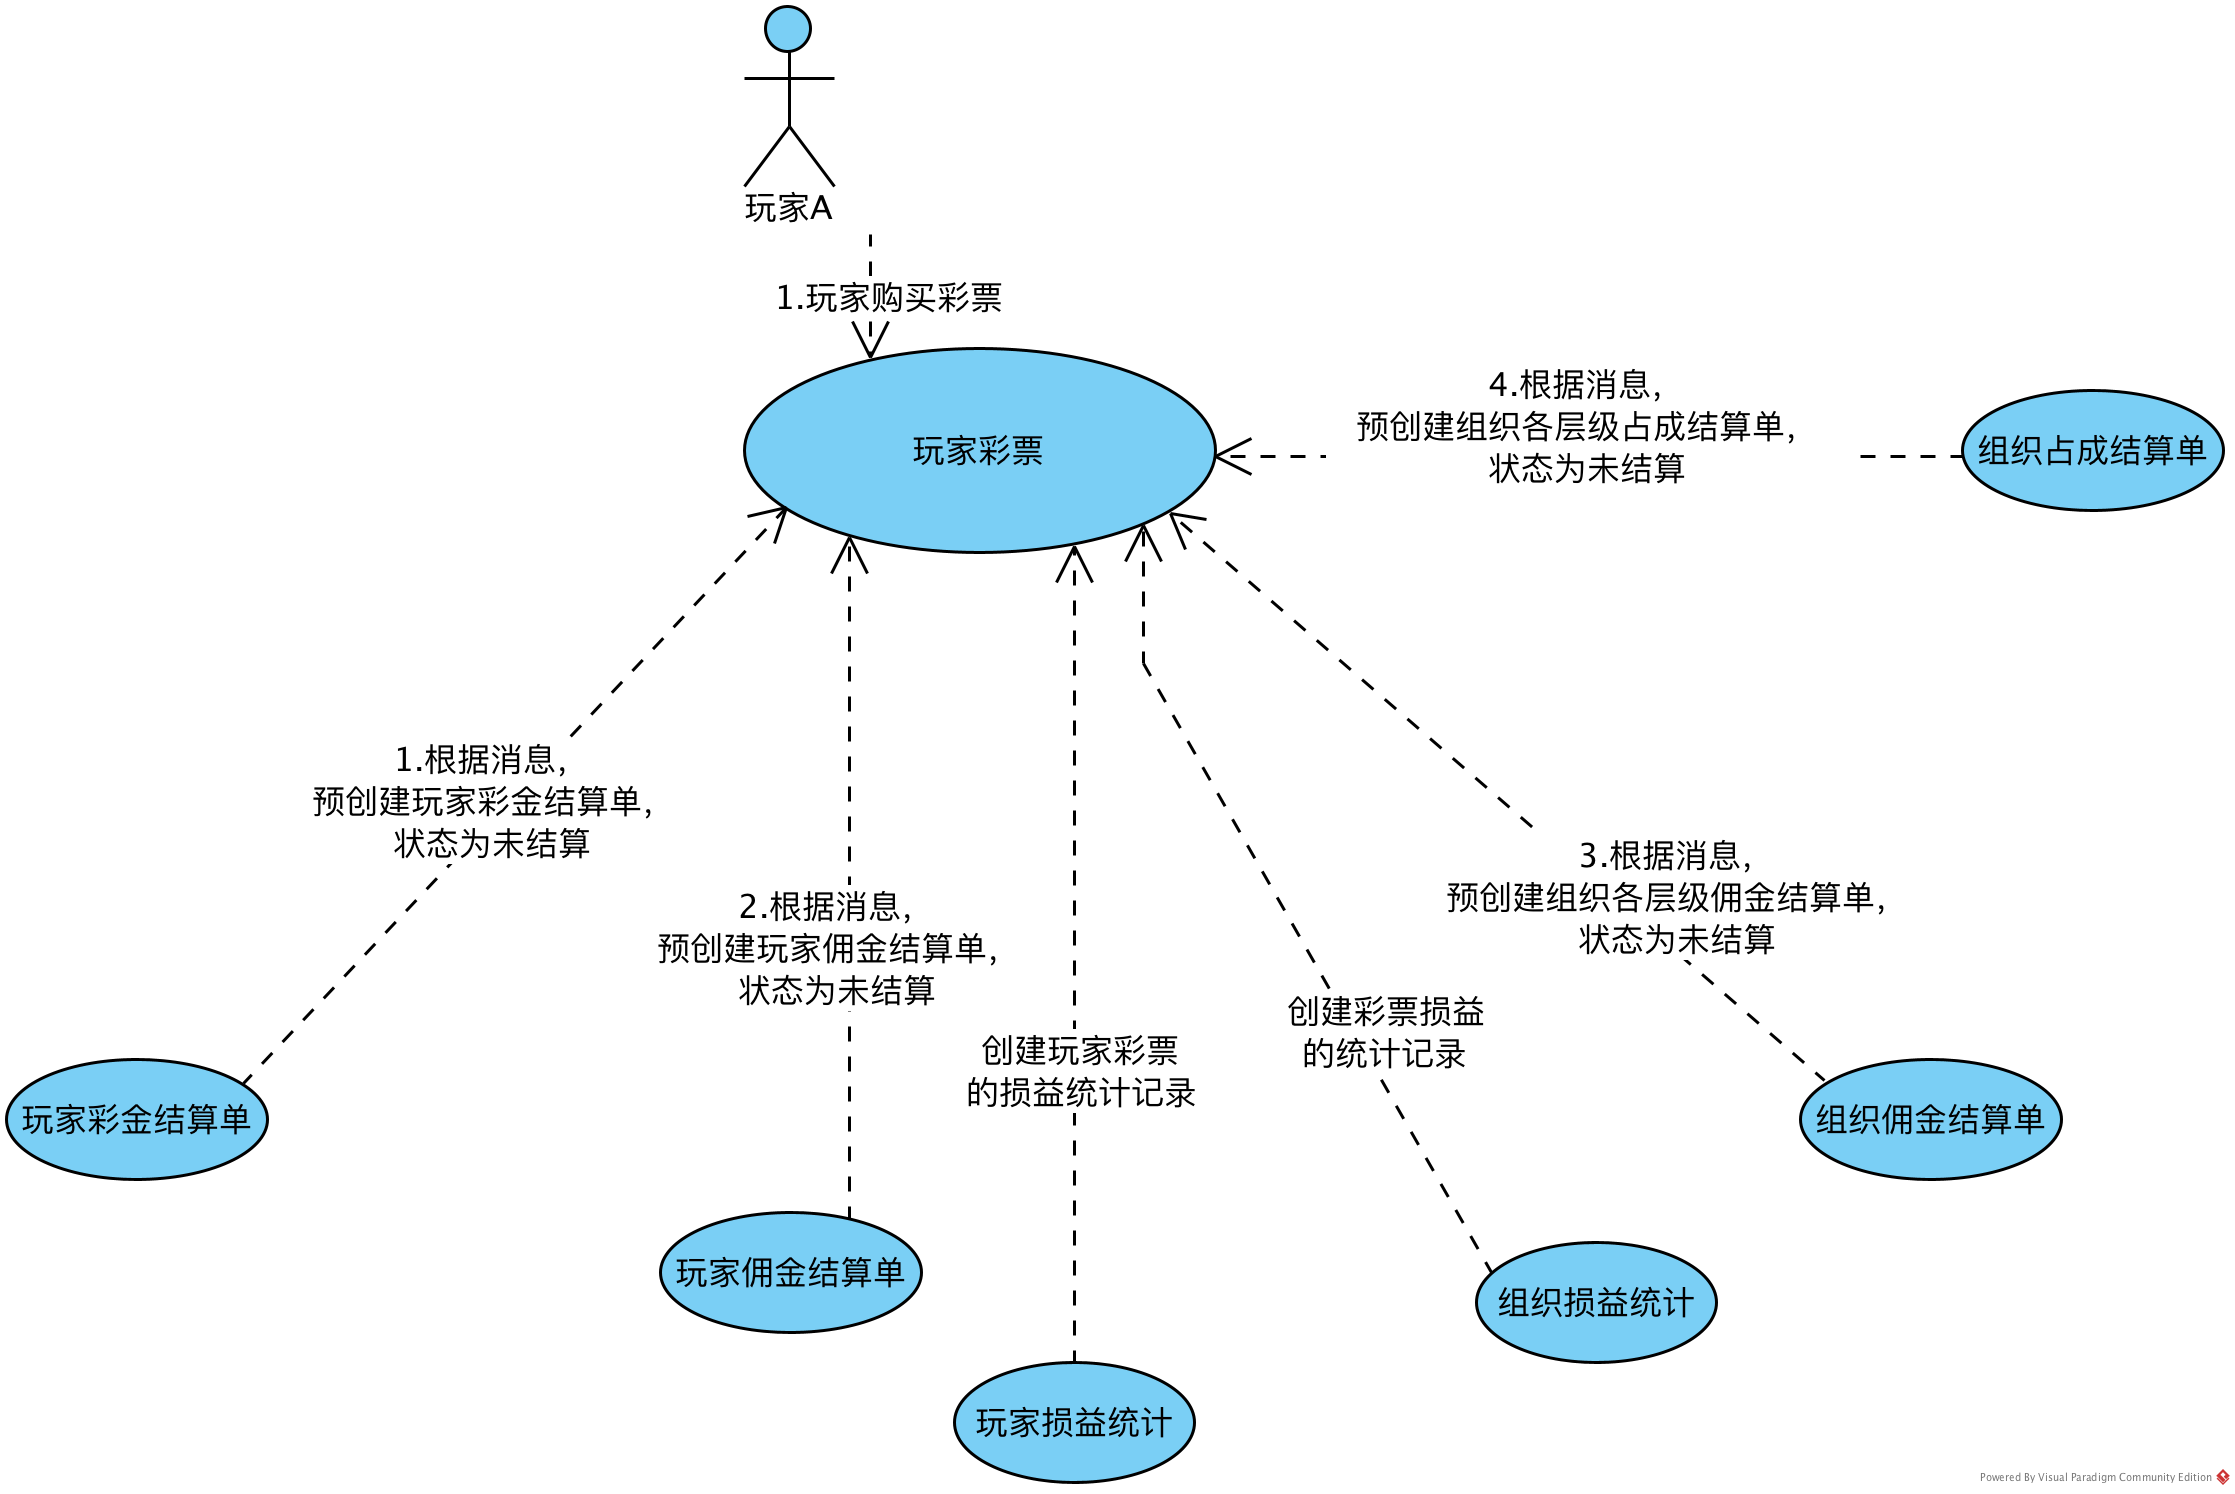 玩家A
1.玩家购买彩票
玩家彩票
4.根据消息，
预创建组织各层级占成结算单，
状态为未结算
组织占成结算单
1.根据消息，
预创建玩家彩金结算单，
状态为未结算
2.根据消息，
预创建玩家佣金结算单，
状态为未结算
3.根据消息，
预创建组织各层级佣金结算单，
状态为未结算
创建玩家彩票
的损益统计记录
创建彩票损益
的统计记录
玩家彩金结算单
组织佣金结算单
玩家佣金结算单
组织损益统计
玩家损益统计
Powered By Visual Paradigm Community Edition